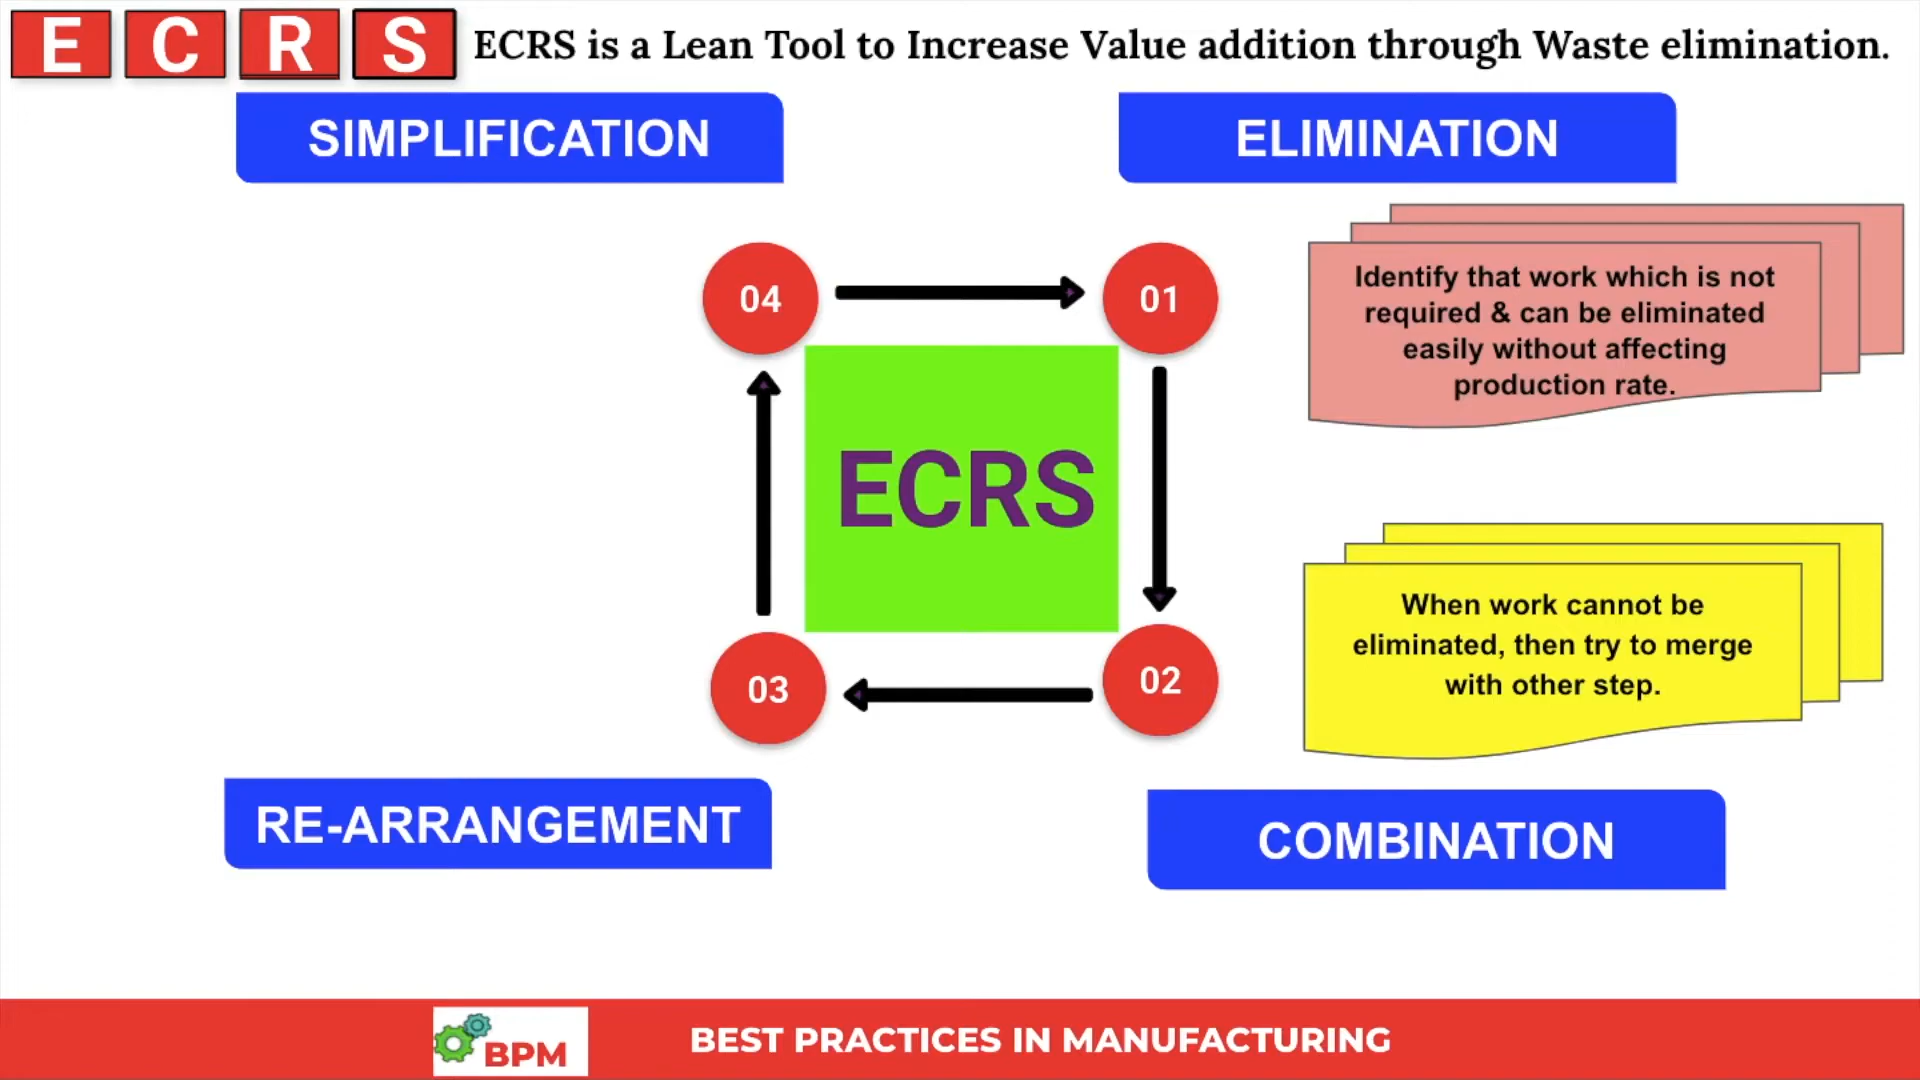 E C R S
ECRS is a Lean Tool to Increase Value addition through Waste elimination.
SIMPLIFICATION
ELIMINATION
04
01
Identify that work which is not
required & can be eliminated
easily without affecting
production rate.
ECRS
When work cannot be
eliminated, then try to merge
with other step.
03
02
RE-ARRANGEMENT
COMBINATION
BPM
BEST PRACTICES IN MANUFACTURING